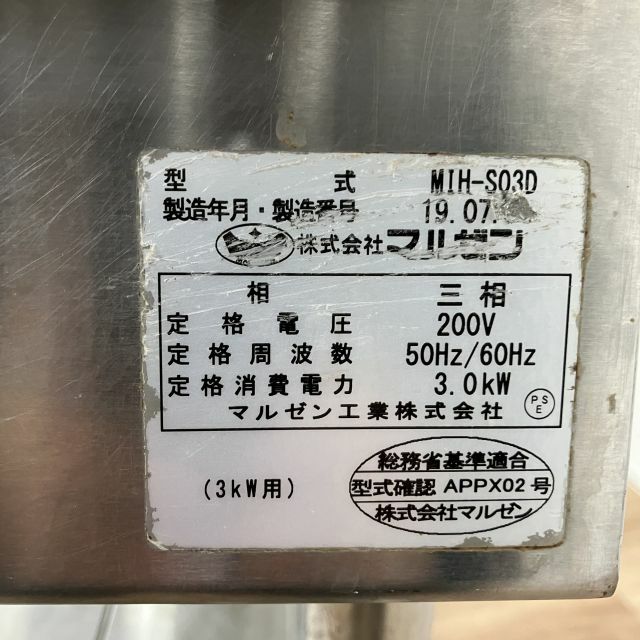 型式 MIH-S03D
製造年月・製造番号 19.07.
株式会社マルゼン
相 三相
定格電圧 200V
定格周波数 50Hz/60Hz
定格消費電力 3.0kW
マルゼン工業株式会社 PSE
(3kW用)
総務省基準適合
型式確認 APPX02号
株式会社マルゼン